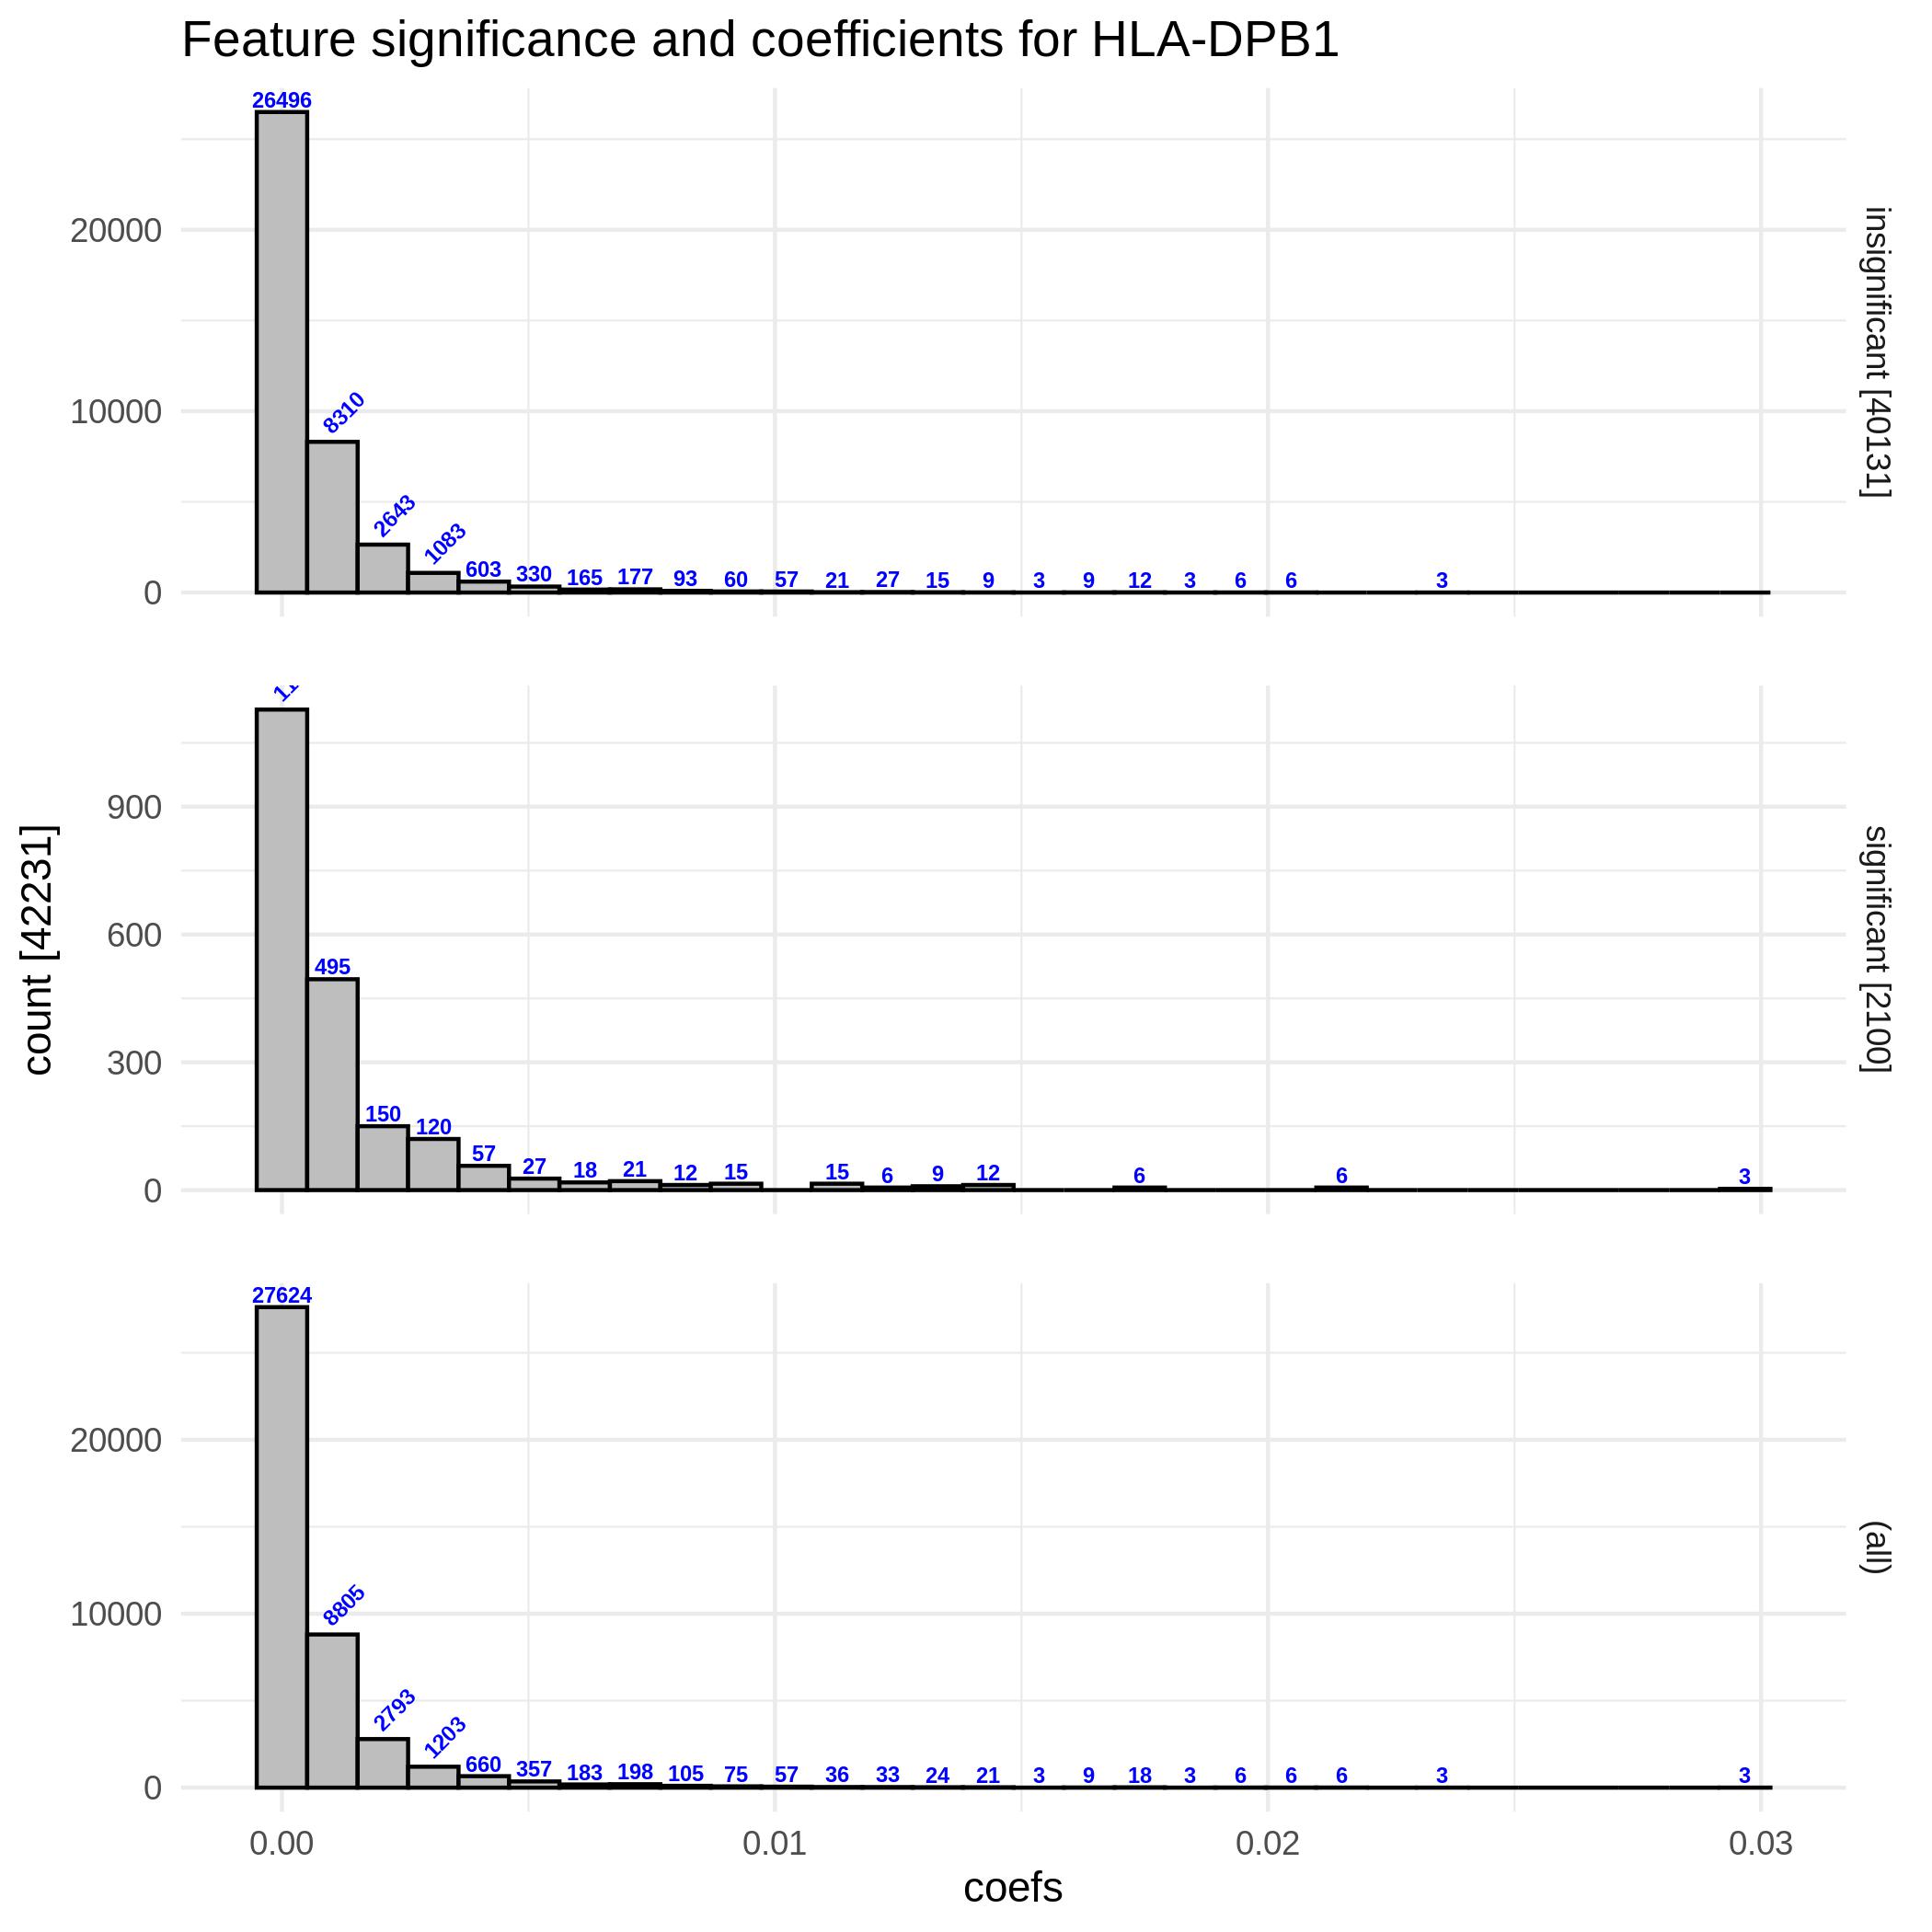 Feature significance and coefficients for HLA-DPB1
26496
8310
2643
1083
603 330 165 177 93 60 57 21 27 15 9 3 9 12 3 6 6 3
20000
10000
0
insignificant [40131]
495
150 120 57 27 18 21 12 15 15 6 9 12 6 6 3
900
600
300
0
significant [2100]
count [42231]
27624
8805
2793
1203
660 357 183 198 105 75 57 36 33 24 21 3 9 18 3 6 6 6 3 3
20000
10000
0
(all)
0.00 0.01 0.02 0.03
coefs